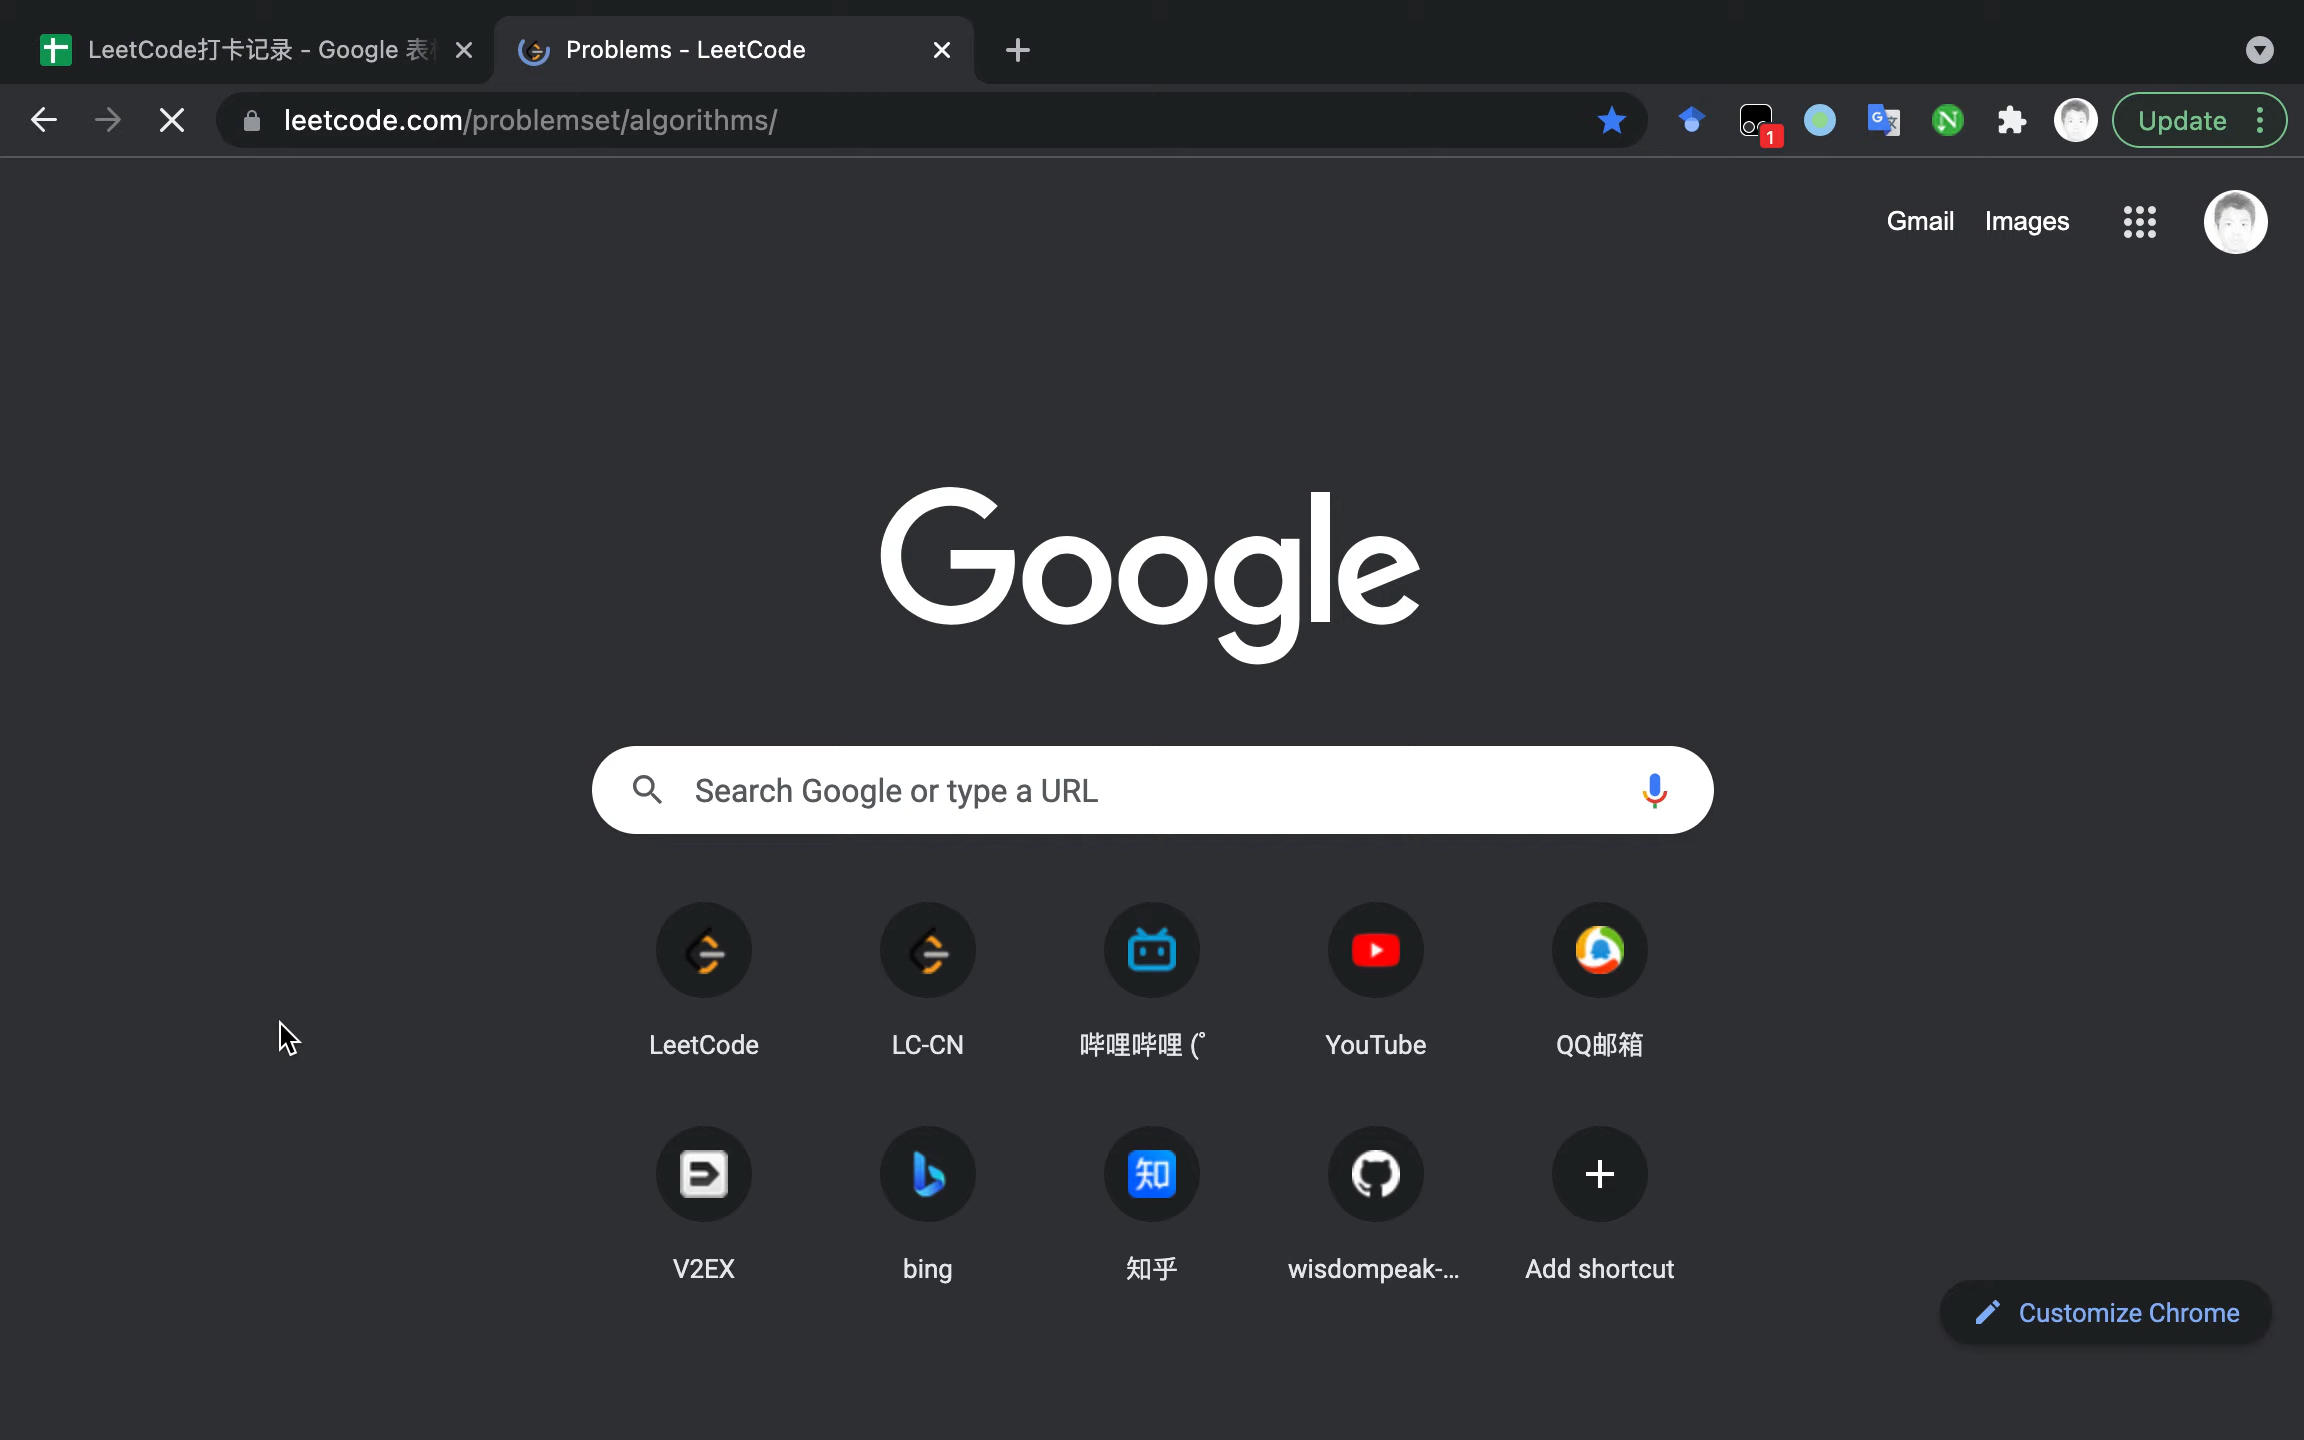 LeetCode打卡记录 - Google 表
Problems - LeetCode
leetcode.com/problemset/algorithms/
1
Update
Gmail Images
Google
Search Google or type a URL
LeetCode LC-CN 哔哩哔哩 (゜ YouTube QQ邮箱
知
V2EX bing 知乎 wisdompeak-... Add shortcut
Customize Chrome